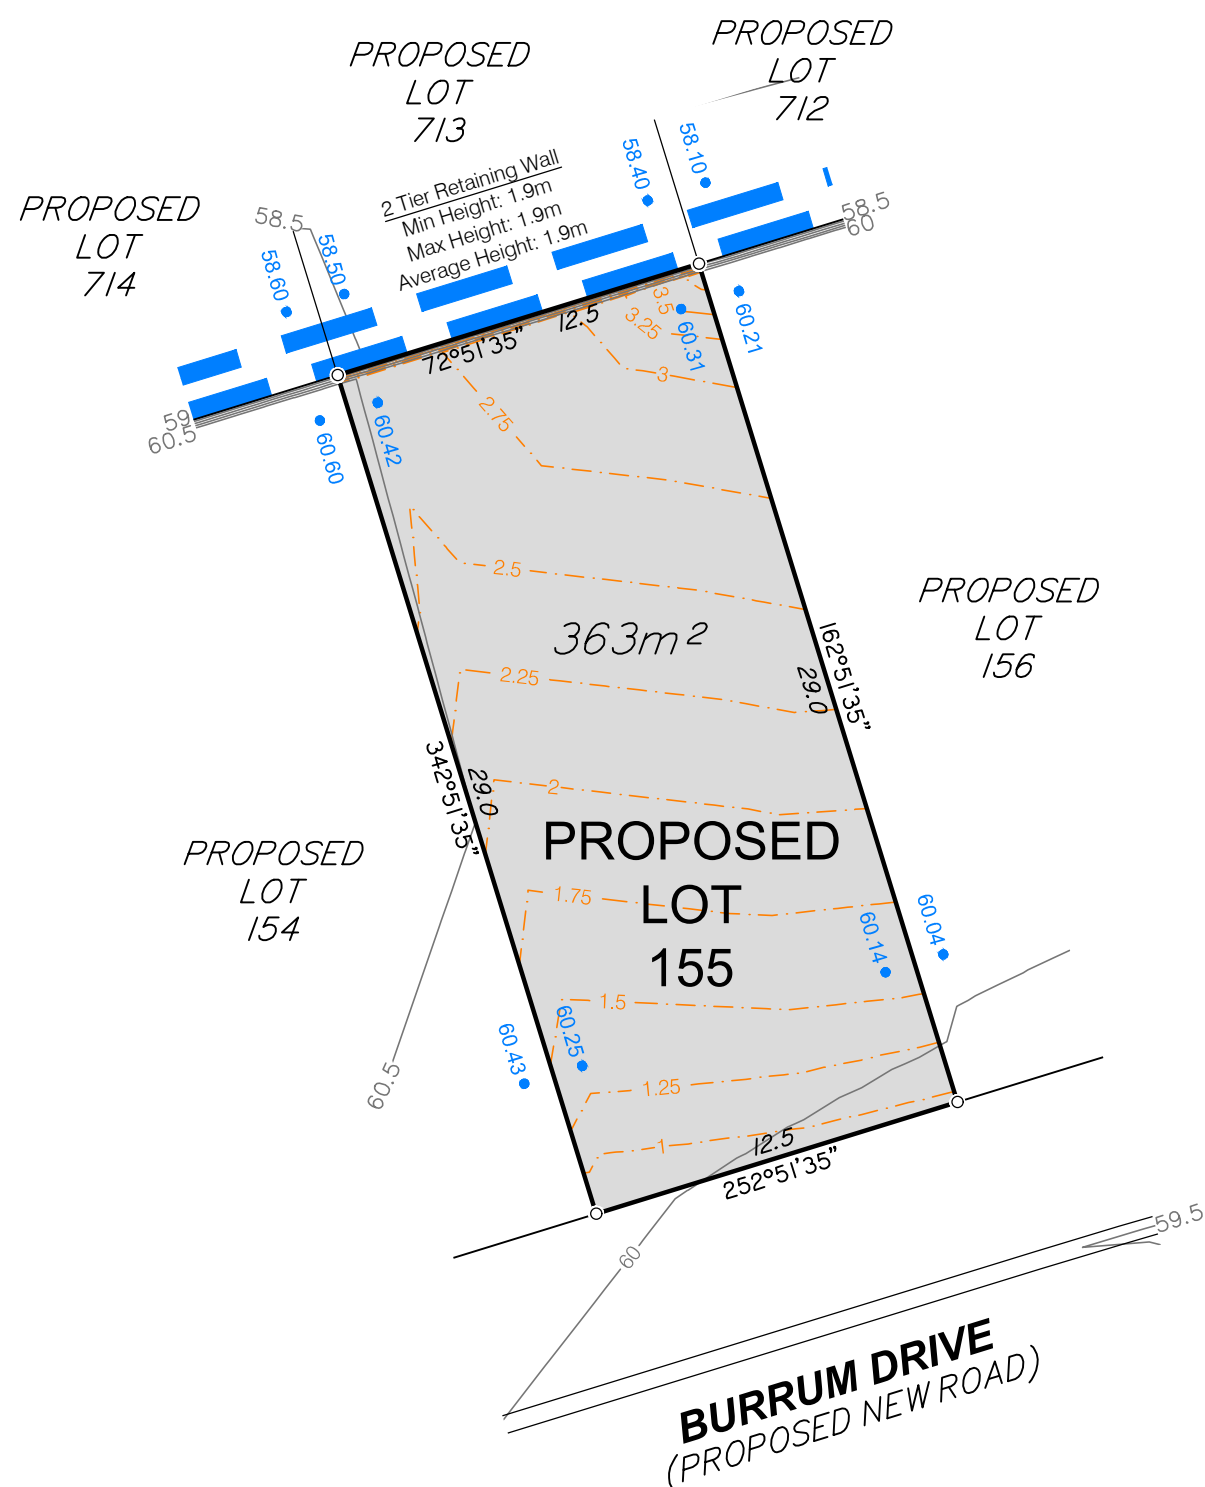 PROPOSED
LOT
713
PROPOSED
LOT
712
PROPOSED
LOT
714
58.5
58.60
58.50
2 Tier Retaining Wall
Min Height: 1.9m
Max Height: 1.9m
Average Height: 1.9m
58.40
58.10
58.5
60
59
60.5
60.60
60.42
72°51'35"
12.5
3.5
3.25
60.31
60.21
3
2.75
2.5
363m²
2.25
162°51'35"
29.0
PROPOSED
LOT
156
342°51'35"
29.0
2
PROPOSED
LOT
155
PROPOSED
LOT
154
1.75
60.14
60.04
1.5
60.43
60.25
60.5
1.25
1
12.5
252°51'35"
60
59.5
BURRUM DRIVE
(PROPOSED NEW ROAD)